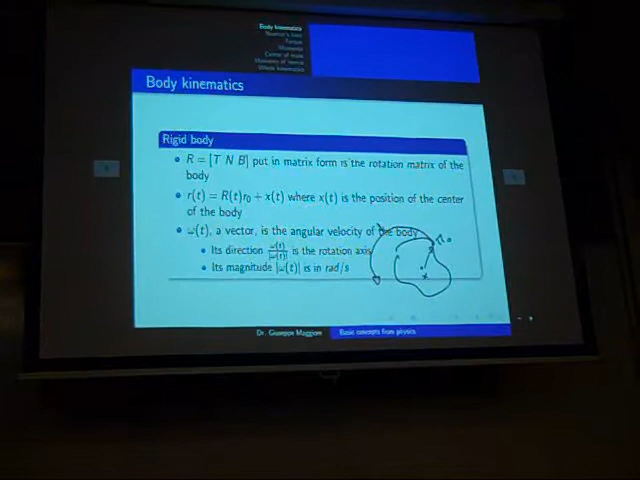 Body kinematics
Newton's laws
Torque
Moments
Center of mass
Moments of inertia
Whole kinematics
Body kinematics
Rigid body
• R = [T N B] put in matrix form is the rotation matrix of the
body
• r(t) = R(t)r₀ + x(t) where x(t) is the position of the center
of the body
• ω(t), a vector, is the angular velocity of the body
• Its direction ω(t)/|ω(t)| is the rotation axis
• Its magnitude |ω(t)| is in rad/s
r₀
Dr. Giuseppe Maggiore
Basic concepts from physics